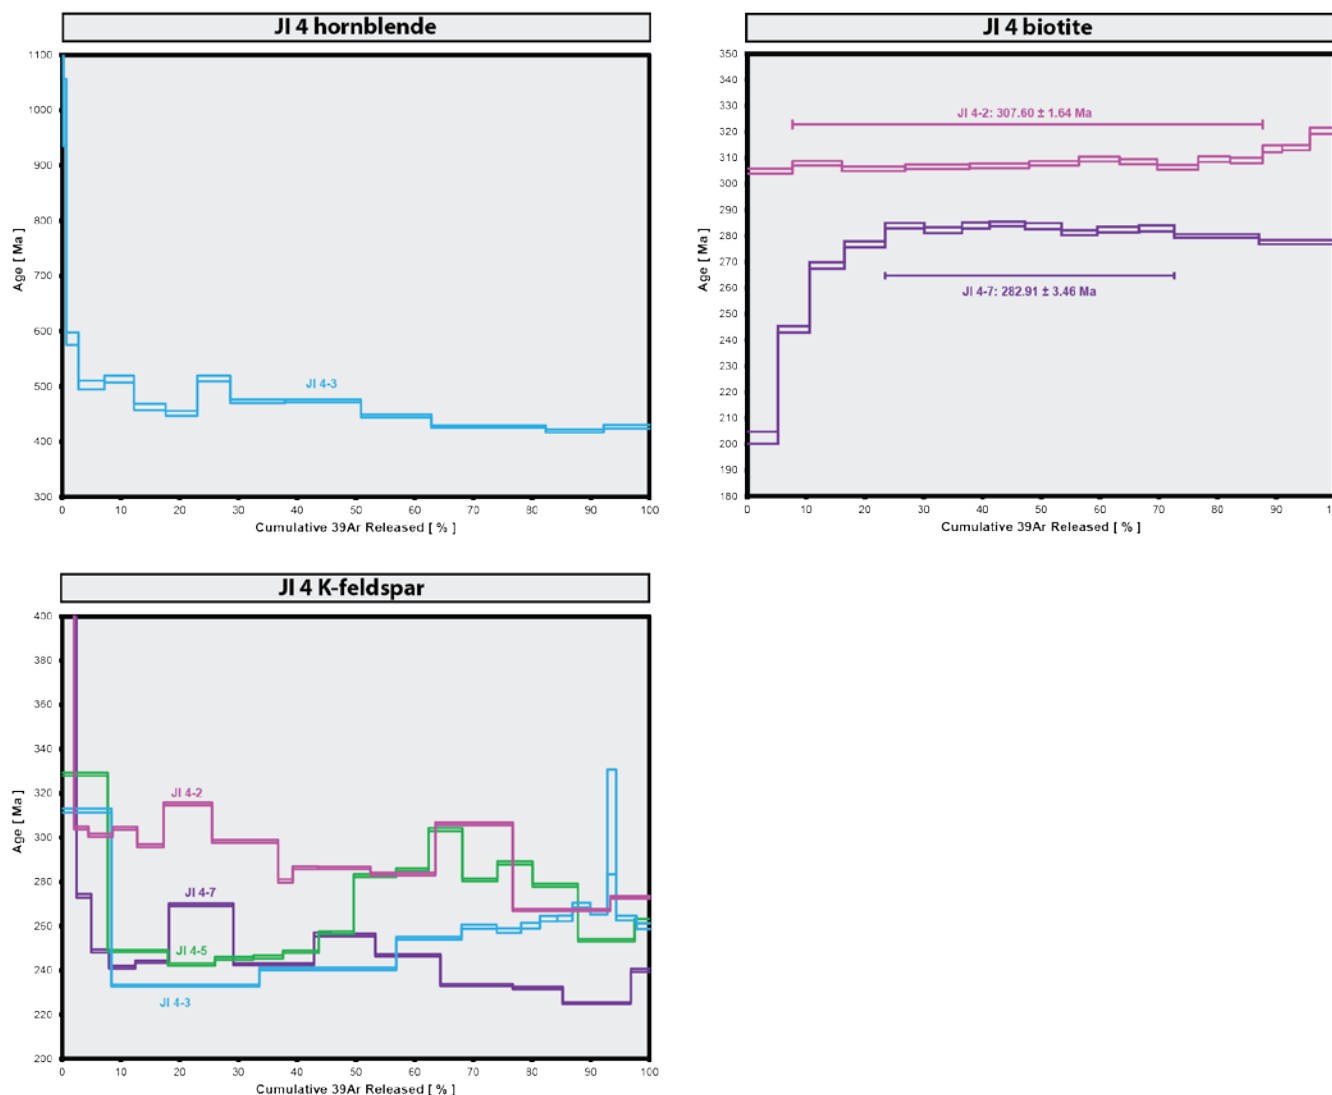 JI 4 hornblende
1100
1000
900
800
700
600
500
400
300
Age [ Ma ]
JI 4-3
0 10 20 30 40 50 60 70 80 90 100
Cumulative 39Ar Released [ % ]
JI 4 biotite
350
340
330
320
310
300
290
280
270
260
250
240
230
220
210
200
190
180
Age [ Ma ]
JI 4-2: 307.60 ± 1.64 Ma
JI 4-7: 282.91 ± 3.46 Ma
0 10 20 30 40 50 60 70 80 90
Cumulative 39Ar Released [ % ]
JI 4 K-feldspar
400
380
360
340
320
300
280
260
240
220
200
Age [ Ma ]
JI 4-2
JI 4-7
JI 4-5
JI 4-3
0 10 20 30 40 50 60 70 80 90 100
Cumulative 39Ar Released [ % ]